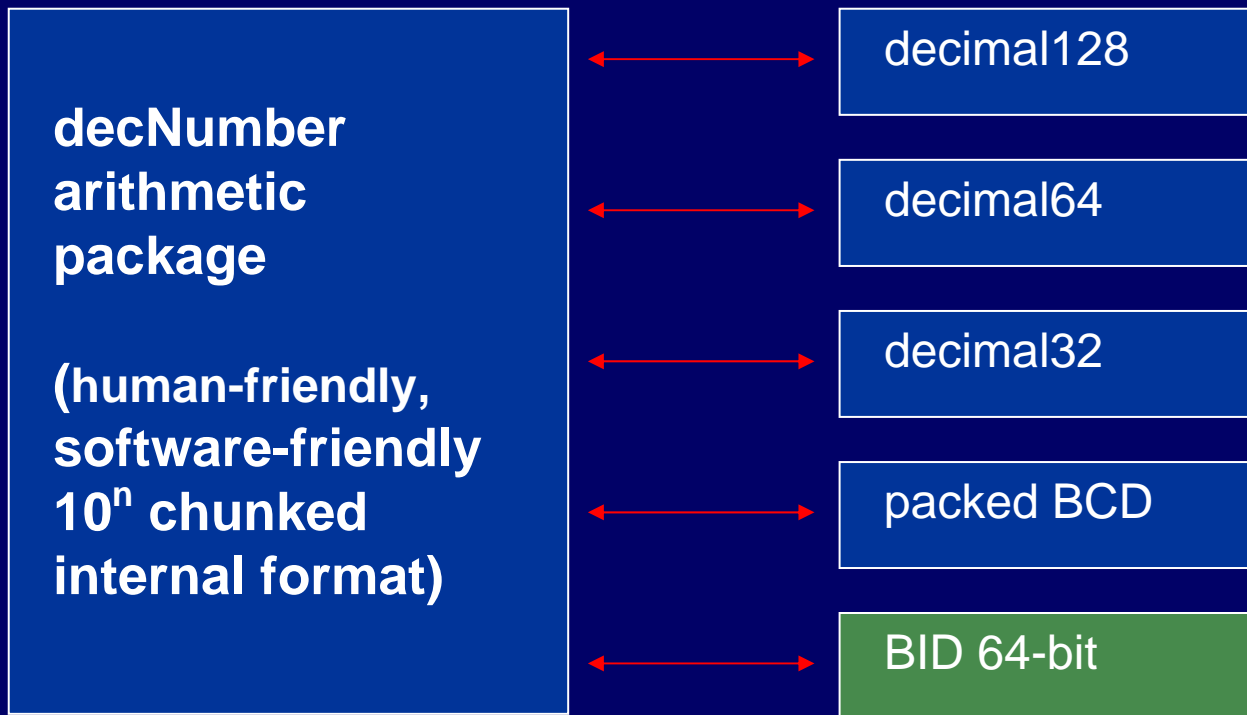 decNumber
arithmetic
package
(human-friendly,
software-friendly
10ⁿ chunked
internal format)
decimal128
decimal64
decimal32
packed BCD
BID 64-bit